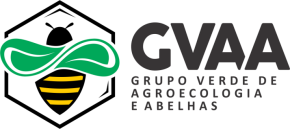 GVAA
GRUPO VERDE DE
AGROECOLOGIA
E ABELHAS